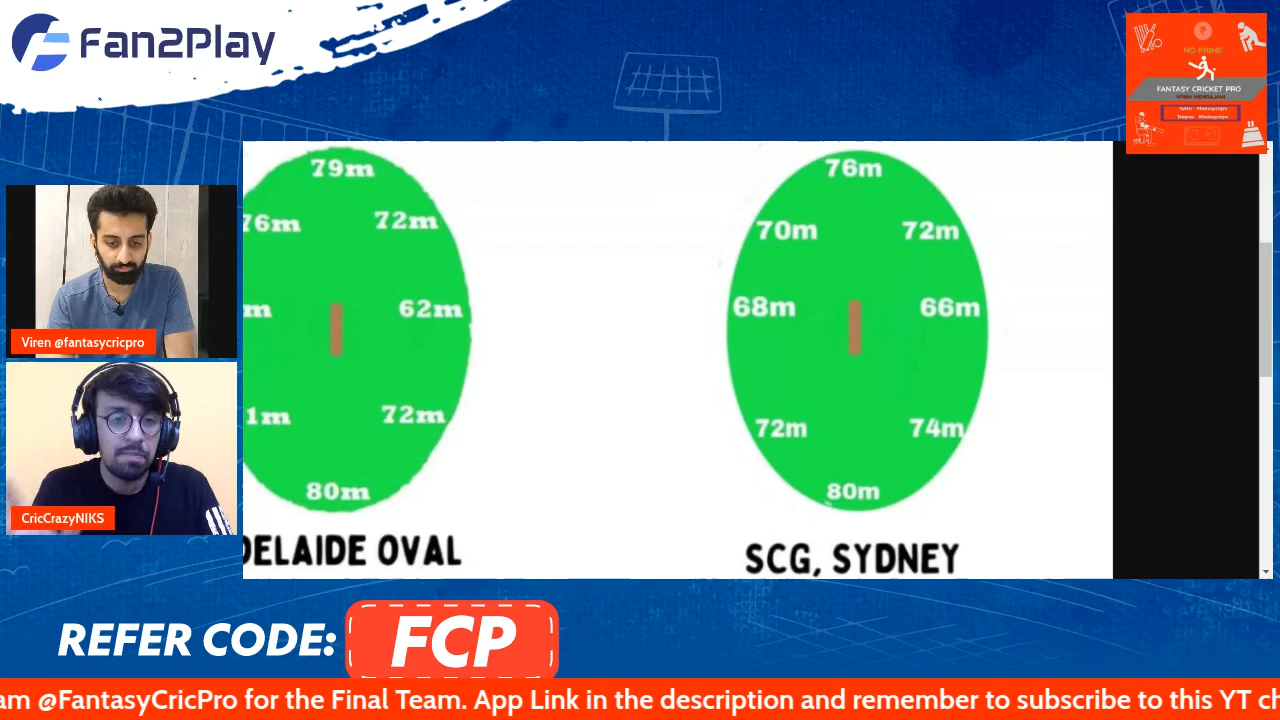 Fan2Play
NO PRIME
FANTASY CRICKET PRO
79m
76m
72m
m
62m
1m
72m
80m
DELAIDE OVAL
76m
70m
72m
68m
66m
72m
74m
80m
SCG, SYDNEY
Viren @fantasycricpro
CricCrazyNIKS
REFER CODE:
FCP
am @FantasyCricPro for the Final Team. App Link in the description and remember to subscribe to this YT ch